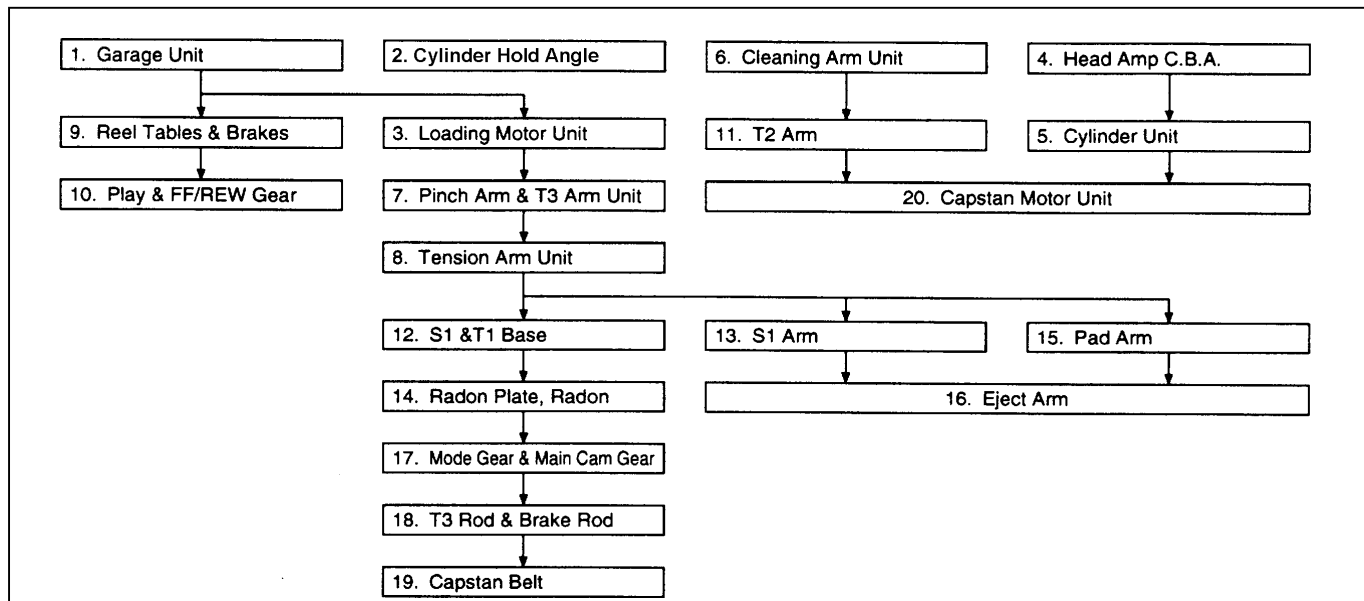 1. Garage Unit
2. Cylinder Hold Angle
6. Cleaning Arm Unit
4. Head Amp C.B.A.
9. Reel Tables & Brakes
3. Loading Motor Unit
11. T2 Arm
5. Cylinder Unit
10. Play & FF/REW Gear
7. Pinch Arm & T3 Arm Unit
20. Capstan Motor Unit
8. Tension Arm Unit
12. S1 &T1 Base
13. S1 Arm
15. Pad Arm
14. Radon Plate, Radon
16. Eject Arm
17. Mode Gear & Main Cam Gear
18. T3 Rod & Brake Rod
19. Capstan Belt